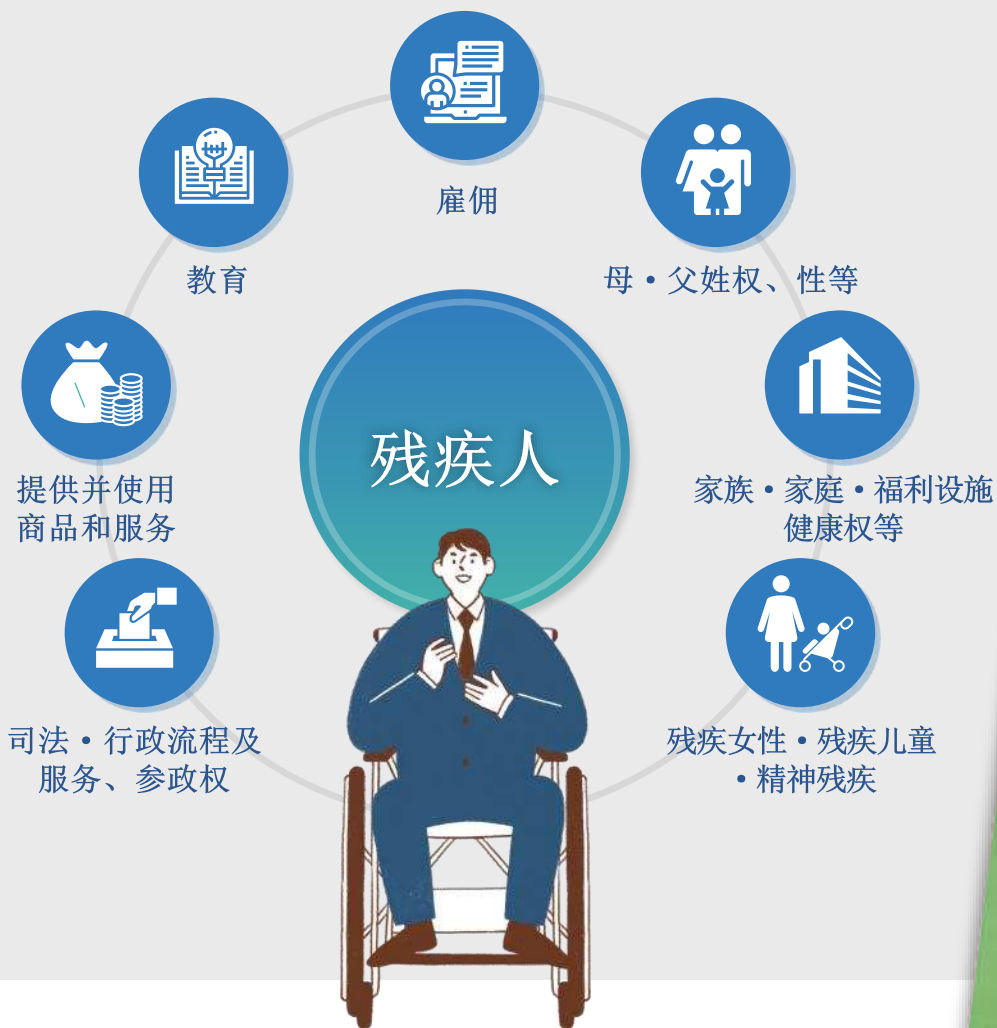 雇佣
教育
母・父姓权、性等
残疾人
提供并使用
商品和服务
家族・家庭・福利设施
健康权等
司法・行政流程及
服务、参政权
残疾女性・残疾儿童
・精神残疾